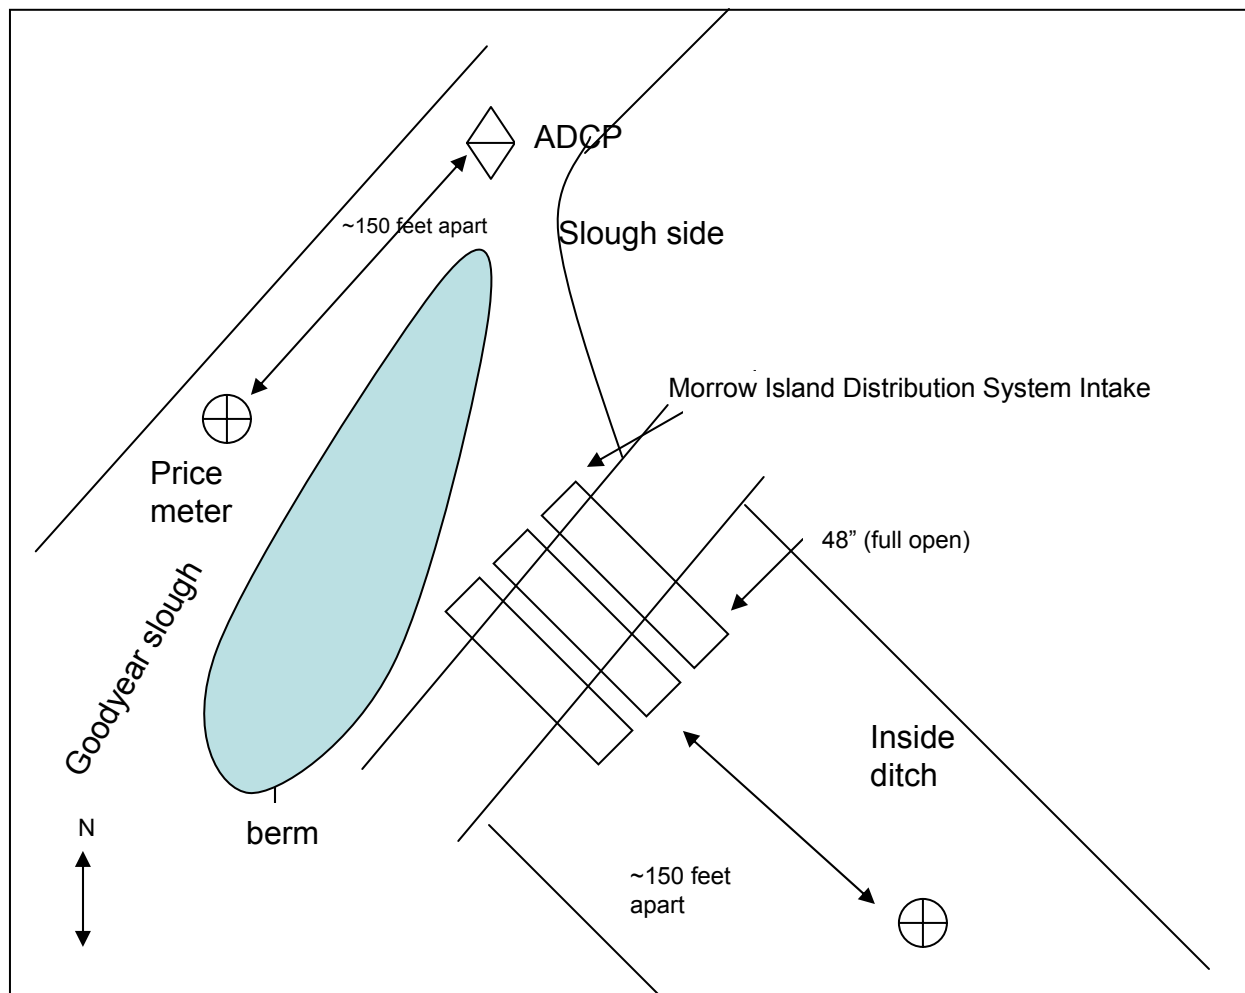 ADCP
~150 feet apart
Slough side
Morrow Island Distribution System Intake
Price
meter
48” (full open)
Goodyear slough
Inside
ditch
N
berm
~150 feet
apart